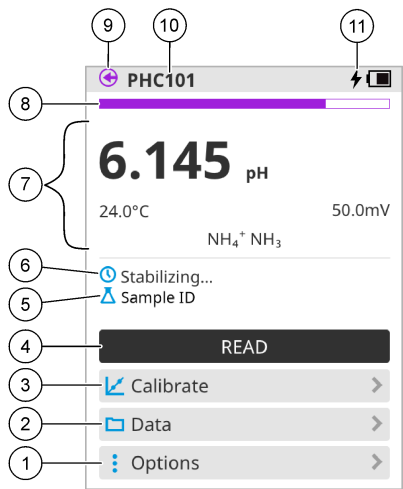 9 10 11
PHC101
8
7
6.145 pH
24.0°C 50.0mV
NH₄⁺ NH₃
6 Stabilizing...
5 Sample ID
4 READ
3 Calibrate
2 Data
1 Options